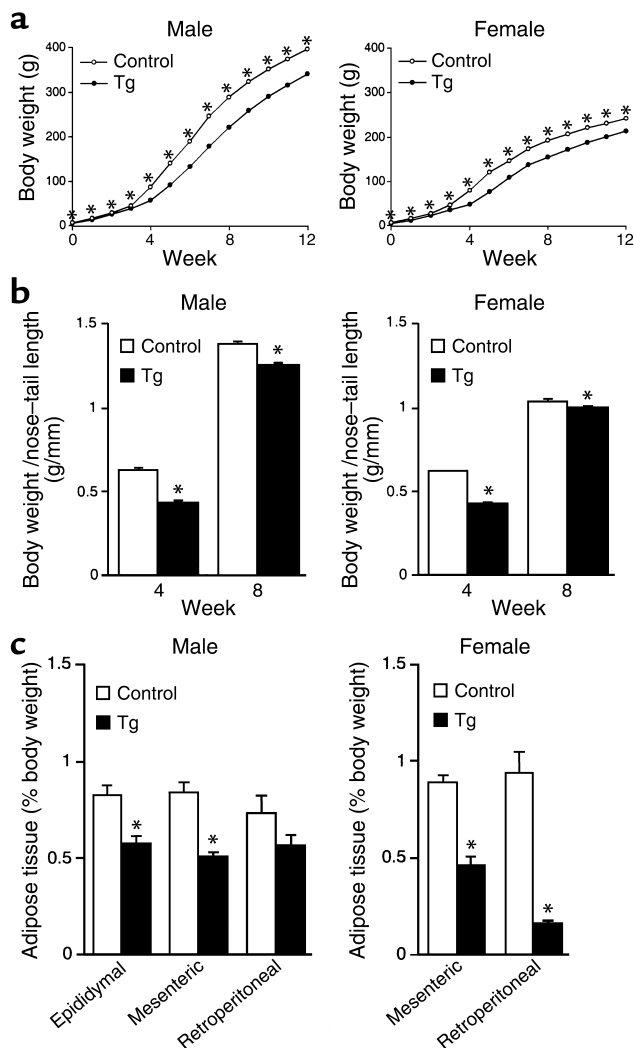 a
Male
Female
Body weight (g)
400
300
200
100
0
Control
Tg
* * * * * * * * * * * * *
0 4 8 12
Week
Body weight (g)
400
300
200
100
0
Control
Tg
* * * * * * * * * * * * *
0 4 8 12
Week
b
Male
Female
Body weight /nose–tail length
(g/mm)
1.5
1
0.5
0
Control
Tg
* *
4 8
Week
Body weight/nose–tail length
(g/mm)
1.5
1
0.5
0
Control
Tg
* *
4 8
Week
c
Male
Female
Adipose tissue (% body weight)
1.5
1
0.5
0
Control
Tg
* *
Epididymal
Mesenteric
Retroperitoneal
Adipose tissue (% body weight)
1.5
1
0.5
0
Control
Tg
* *
Mesenteric
Retroperitoneal